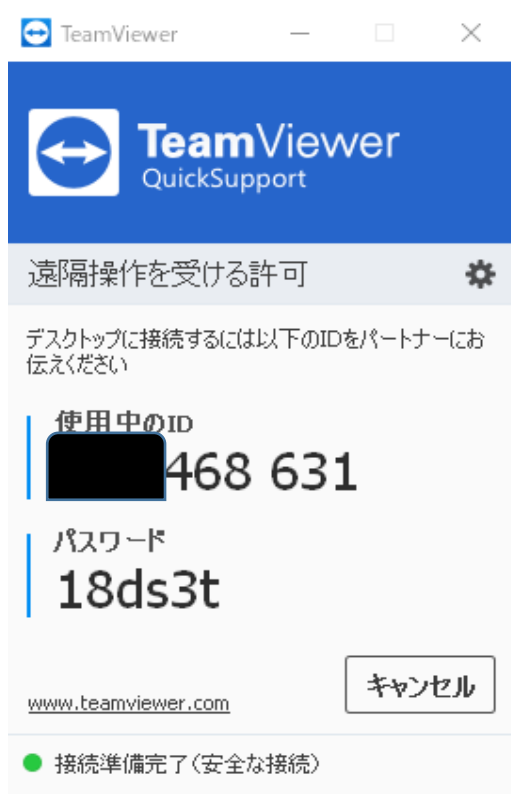 TeamViewer
TeamViewer
QuickSupport
遠隔操作を受ける許可
デスクトップに接続するには以下のIDをパートナーにお
伝えください
使用中のID
468 631
パスワード
18ds3t
キャンセル
www.teamviewer.com
接続準備完了(安全な接続)